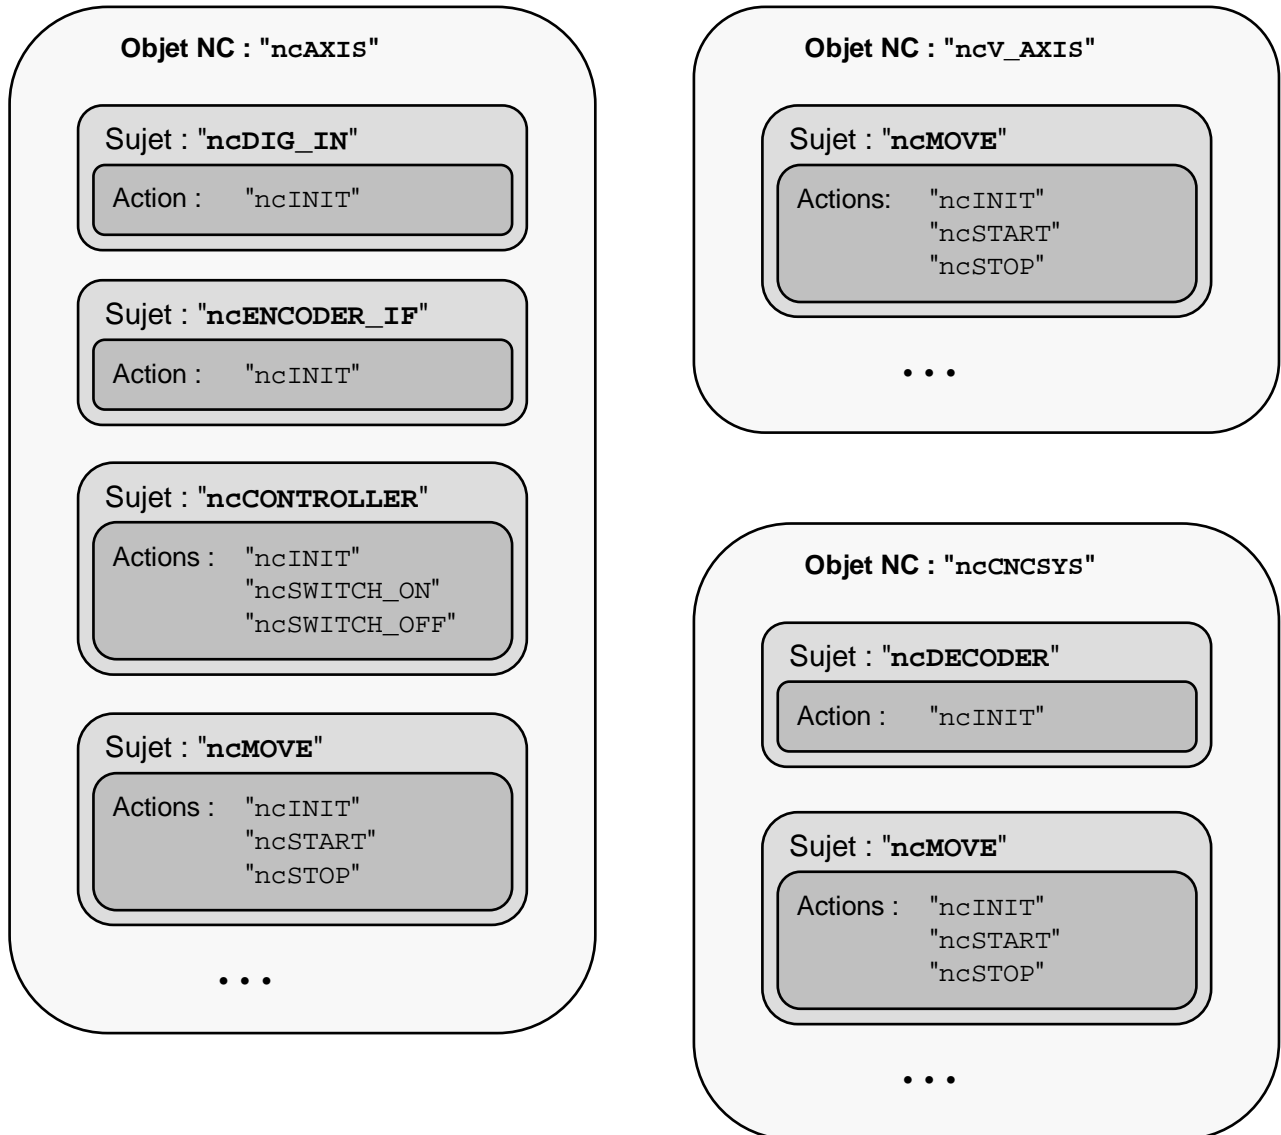 Objet NC : "ncAXIS"
Sujet : "ncDIG_IN"
Action : "ncINIT"
Sujet : "ncENCODER_IF"
Action : "ncINIT"
Sujet : "ncCONTROLLER"
Actions : "ncINIT"
"ncSWITCH_ON"
"ncSWITCH_OFF"
Sujet : "ncMOVE"
Actions : "ncINIT"
"ncSTART"
"ncSTOP"
...
Objet NC : "ncV_AXIS"
Sujet : "ncMOVE"
Actions: "ncINIT"
"ncSTART"
"ncSTOP"
...
Objet NC : "ncCNCSYS"
Sujet : "ncDECODER"
Action : "ncINIT"
Sujet : "ncMOVE"
Actions : "ncINIT"
"ncSTART"
"ncSTOP"
...